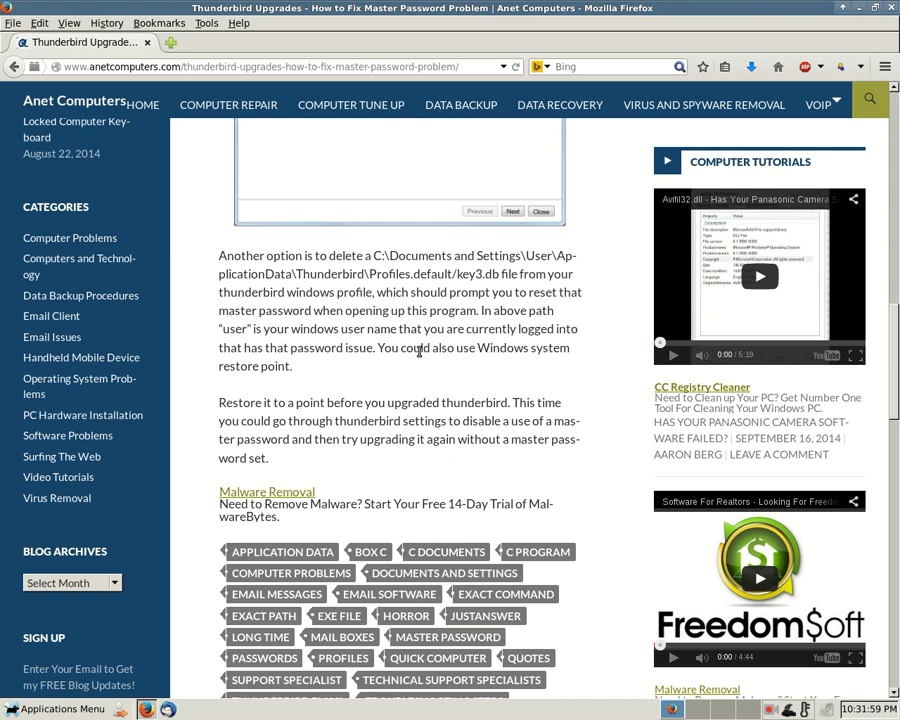 Thunderbird Upgrades – How to Fix Master Password Problem | Anet Computers - Mozilla Firefox
File Edit View History Bookmarks Tools Help
Thunderbird Upgrade...
www.anetcomputers.com/thunderbird-upgrades-how-to-fix-master-password-problem/
Bing
Anet Computers
HOME COMPUTER REPAIR COMPUTER TUNE UP DATA BACKUP DATA RECOVERY VIRUS AND SPYWARE REMOVAL VOIP
Locked Computer Key-
board
August 22, 2014
CATEGORIES
Computer Problems
Computers and Technol-
ogy
Data Backup Procedures
Email Client
Email Issues
Handheld Mobile Device
Operating System Prob-
lems
PC Hardware Installation
Software Problems
Surfing The Web
Video Tutorials
Virus Removal
BLOG ARCHIVES
Select Month
SIGN UP
Enter Your Email to Get
my FREE Blog Updates!
Previous Next Close
Another option is to delete a C:\Documents and Settings\User\Ap-
plicationData\Thunderbird\Profiles.default/key3.db file from your
thunderbird windows profile, which should prompt you to reset that
master password when opening up this program. In above path
“user” is your windows user name that you are currently logged into
that has that password issue. You could also use Windows system
restore point.
Restore it to a point before you upgraded thunderbird. This time
you could go through thunderbird settings to disable a use of a mas-
ter password and then try upgrading it again without a master pass-
word set.
Malware Removal
Need to Remove Malware? Start Your Free 14-Day Trial of Mal-
wareBytes.
APPLICATION DATA BOX C C DOCUMENTS C PROGRAM
COMPUTER PROBLEMS DOCUMENTS AND SETTINGS
EMAIL MESSAGES EMAIL SOFTWARE EXACT COMMAND
EXACT PATH EXE FILE HORROR JUSTANSWER
LONG TIME MAIL BOXES MASTER PASSWORD
PASSWORDS PROFILES QUICK COMPUTER QUOTES
SUPPORT SPECIALIST TECHNICAL SUPPORT SPECIALISTS
COMPUTER TUTORIALS
Avifil32.dll - Has Your Panasonic Camera S
0:00 / 5:19
YouTube
CC Registry Cleaner
Need to Clean up Your PC? Get Number One
Tool For Cleaning Your Windows PC.
HAS YOUR PANASONIC CAMERA SOFT-
WARE FAILED? | SEPTEMBER 16, 2014 |
AARON BERG | LEAVE A COMMENT
Software For Realtors - Looking For Freedo
FreedomSoft
0:00 / 4:44
YouTube
Malware Removal
Applications Menu
10:31:59 PM